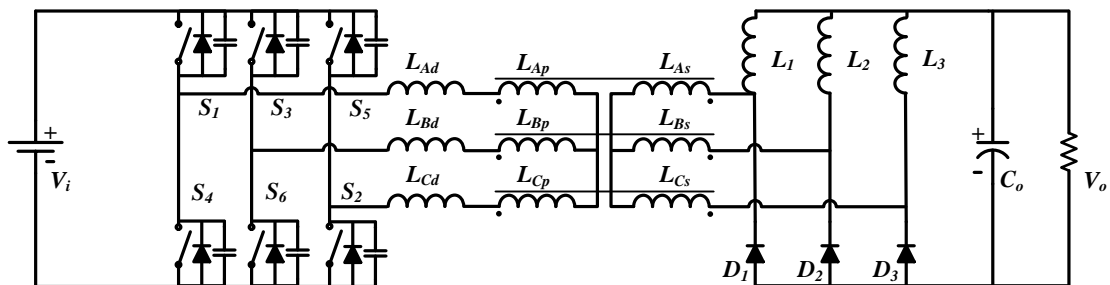 L_Ad L_Ap L_As L_1 L_2 L_3
S_1 S_3 S_5
+
-
V_i
L_Bd L_Bp L_Bs
+
-
C_o V_o
S_4 S_6 S_2
L_Cd L_Cp L_Cs
D_1 D_2 D_3